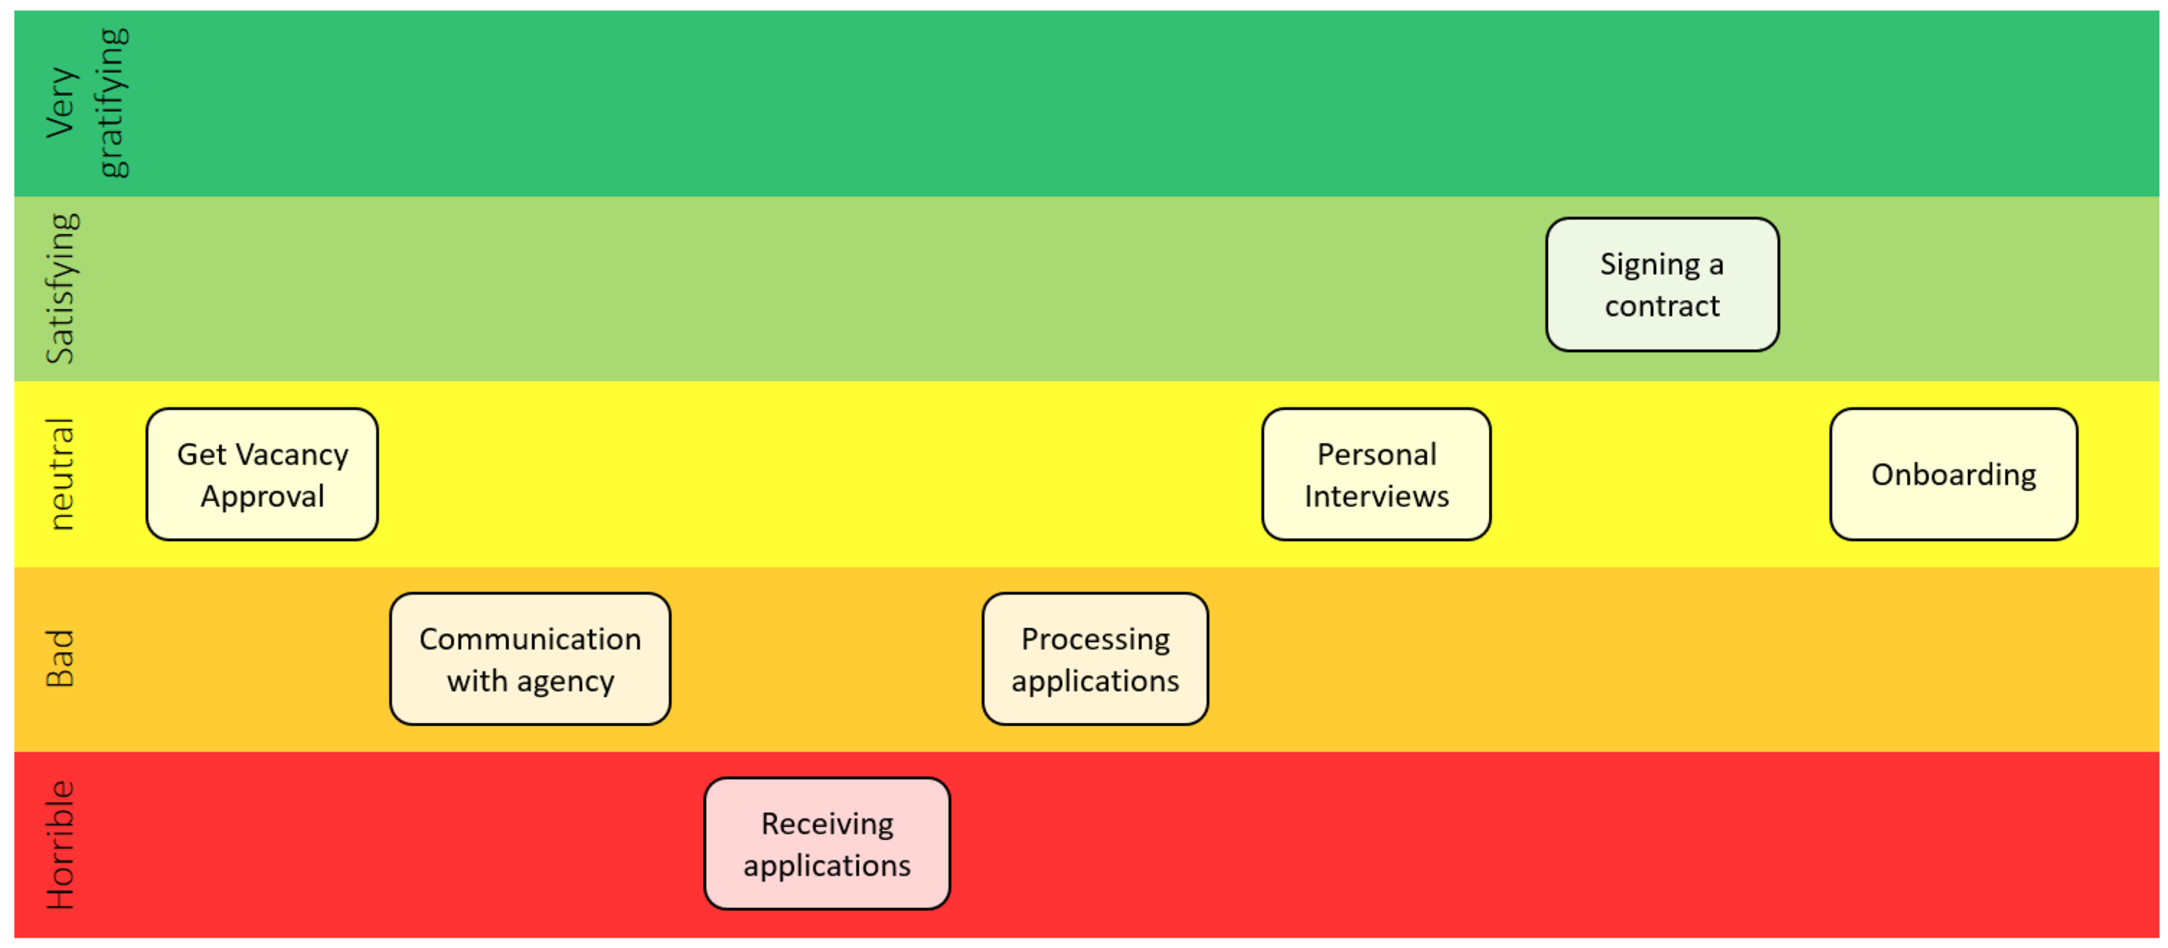 Very
gratifying
Satisfying
Signing a
contract
neutral
Get Vacancy
Approval
Personal
Interviews
Onboarding
Bad
Communication
with agency
Processing
applications
Horrible
Receiving
applications